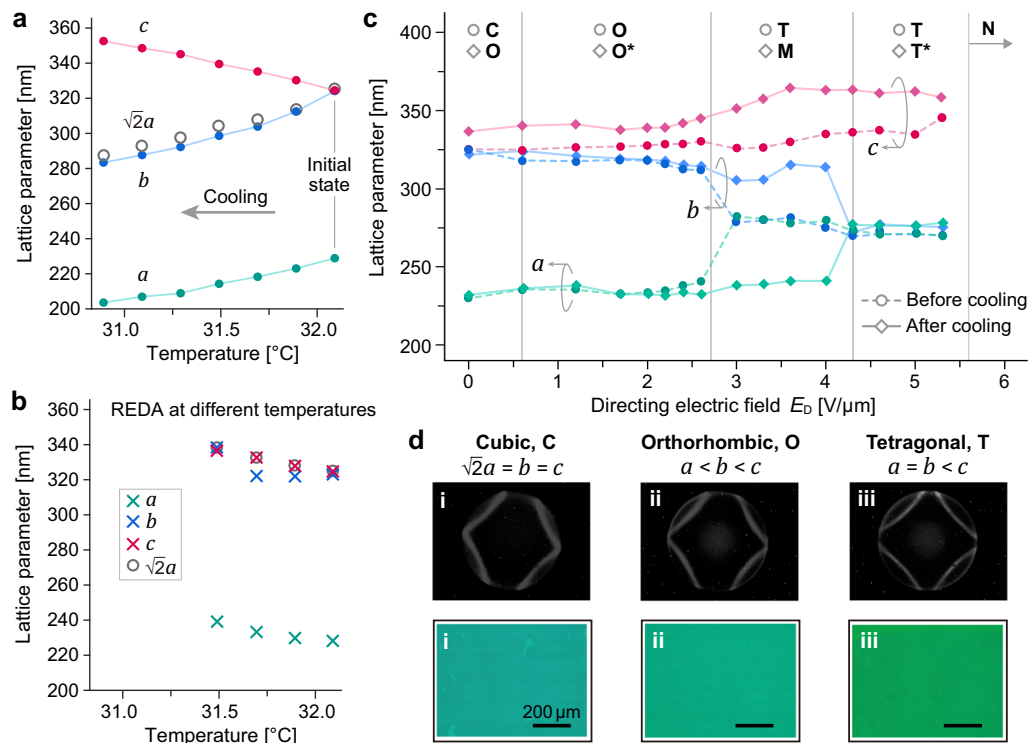 a
Lattice parameter [nm]
360
340
320
300
280
260
240
220
200
c
√2a
b
a
Initial
state
Cooling
31.0
31.5
32.0
Temperature [°C]
b
REDA at different temperatures
Lattice parameter [nm]
360
340
320
300
280
260
240
220
200
a
b
c
√2a
31.0
31.5
32.0
Temperature [°C]
c
Lattice parameter [nm]
400
350
300
250
200
C
O
O
O*
T
M
T
T*
N
c
b
a
Before cooling
After cooling
0
1
2
3
4
5
6
Directing electric field E_D [V/µm]
d
Cubic, C
√2a = b = c
Orthorhombic, O
a < b < c
Tetragonal, T
a = b < c
i
ii
iii
i
200 µm
ii
iii